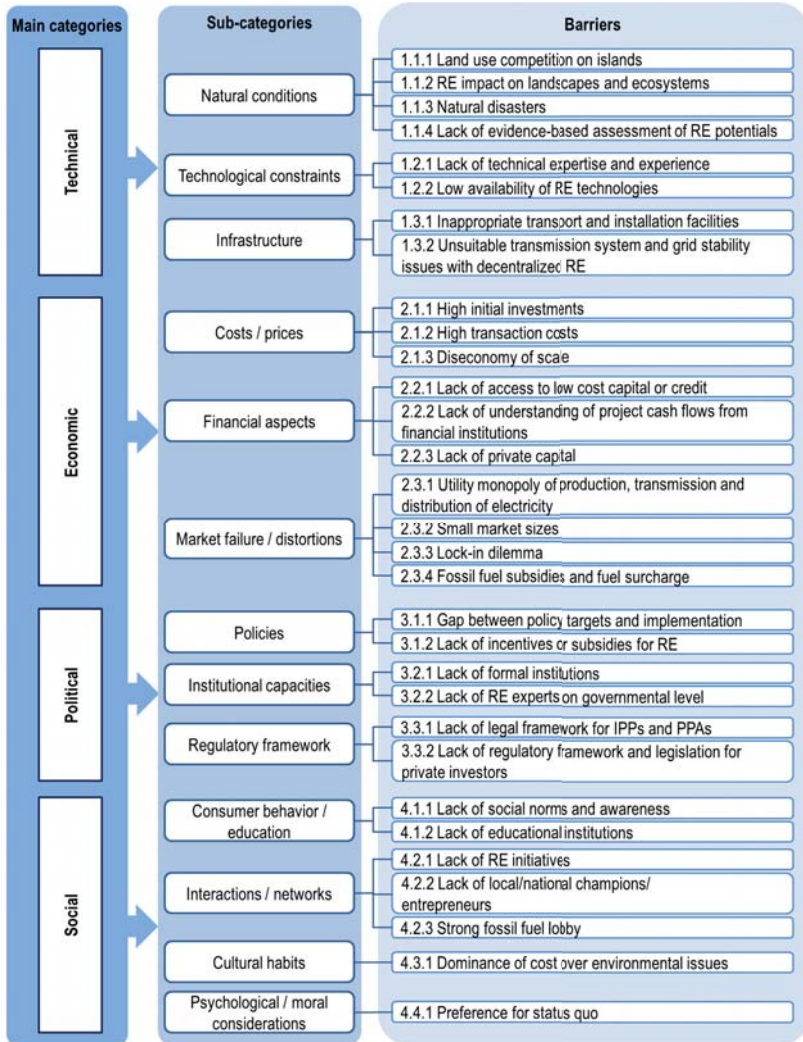 Main categories
Sub-categories
Barriers
Technical
Natural conditions
1.1.1 Land use competition on islands
1.1.2 RE impact on landscapes and ecosystems
1.1.3 Natural disasters
1.1.4 Lack of evidence-based assessment of RE potentials
Technological constraints
1.2.1 Lack of technical expertise and experience
1.2.2 Low availability of RE technologies
Infrastructure
1.3.1 Inappropriate transport and installation facilities
1.3.2 Unsuitable transmission system and grid stability
issues with decentralized RE
Economic
Costs / prices
2.1.1 High initial investments
2.1.2 High transaction costs
2.1.3 Diseconomy of scale
Financial aspects
2.2.1 Lack of access to low cost capital or credit
2.2.2 Lack of understanding of project cash flows from
financial institutions
2.2.3 Lack of private capital
Market failure / distortions
2.3.1 Utility monopoly of production, transmission and
distribution of electricity
2.3.2 Small market sizes
2.3.3 Lock-in dilemma
2.3.4 Fossil fuel subsidies and fuel surcharge
Political
Policies
3.1.1 Gap between policy targets and implementation
3.1.2 Lack of incentives or subsidies for RE
Institutional capacities
3.2.1 Lack of formal institutions
3.2.2 Lack of RE experts on governmental level
Regulatory framework
3.3.1 Lack of legal framework for IPPs and PPAs
3.3.2 Lack of regulatory framework and legislation for
private investors
Social
Consumer behavior /
education
4.1.1 Lack of social norms and awareness
4.1.2 Lack of educational institutions
Interactions / networks
4.2.1 Lack of RE initiatives
4.2.2 Lack of local/national champions/
entrepreneurs
4.2.3 Strong fossil fuel lobby
Cultural habits
4.3.1 Dominance of cost over environmental issues
Psychological / moral
considerations
4.4.1 Preference for status quo